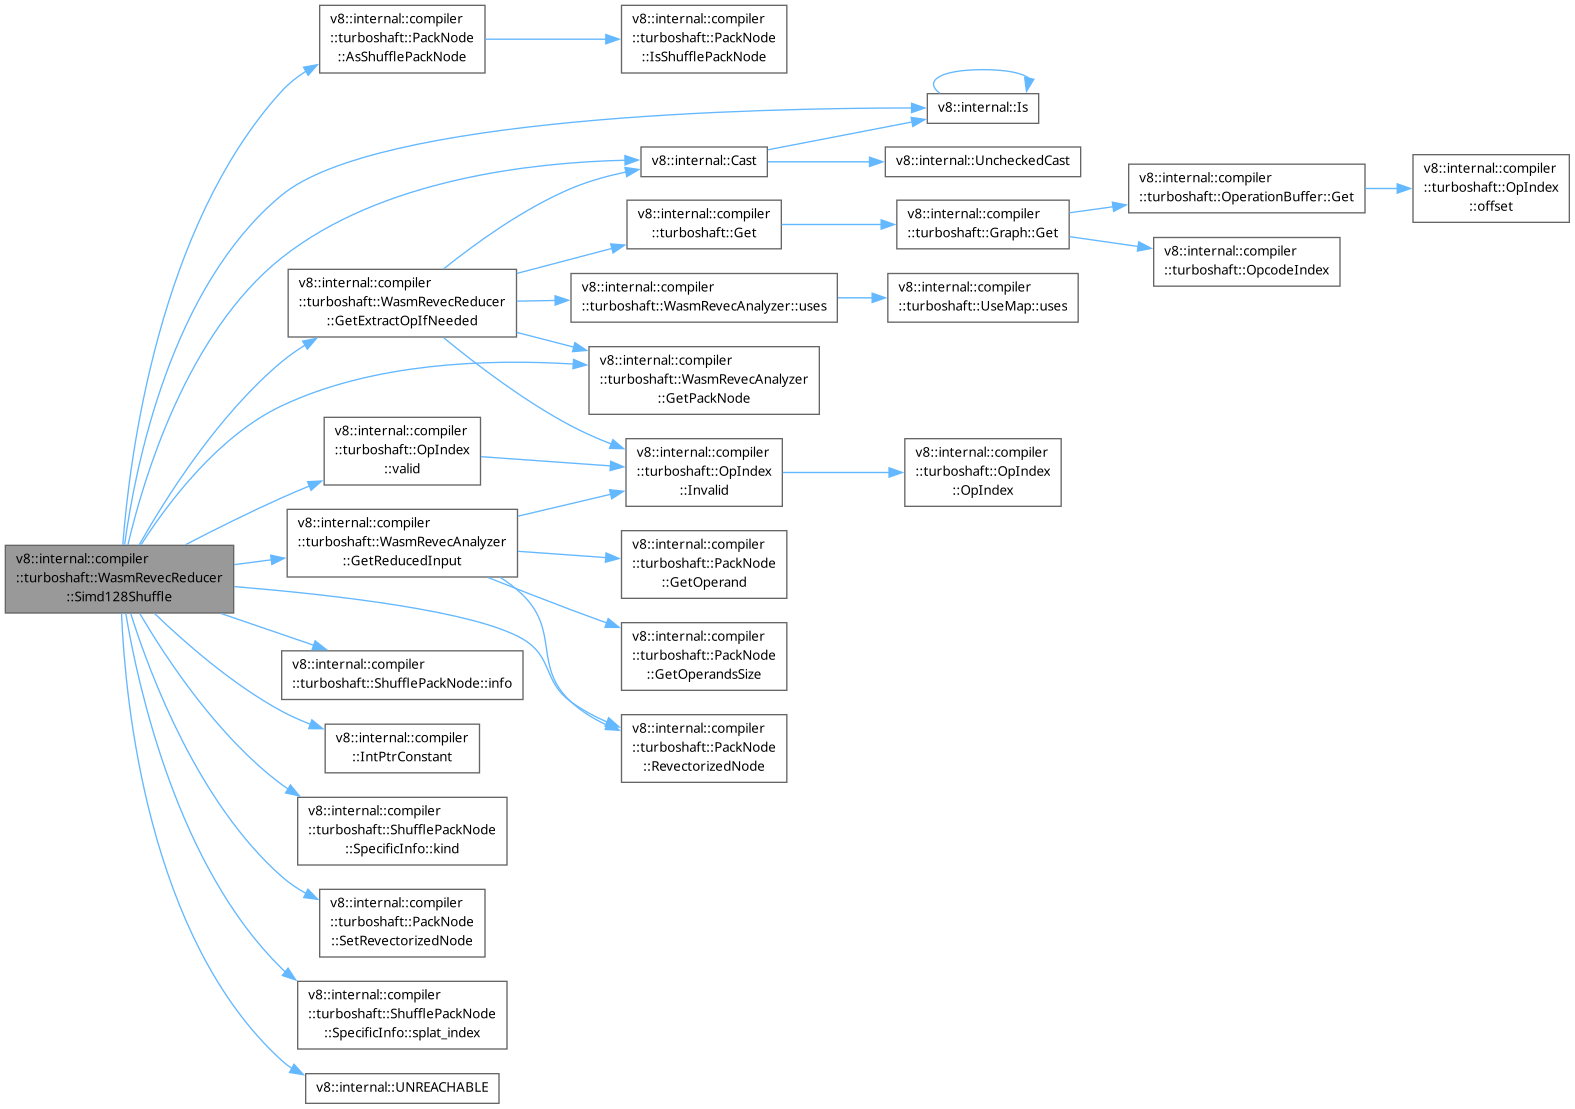 v8::internal::compiler
::turboshaft::PackNode
::AsShufflePackNode
v8::internal::compiler
::turboshaft::PackNode
::IsShufflePackNode
v8::internal::Is
v8::internal::Cast
v8::internal::UncheckedCast
v8::internal::compiler
::turboshaft::OperationBuffer::Get
v8::internal::compiler
::turboshaft::OpIndex
::offset
v8::internal::compiler
::turboshaft::Get
v8::internal::compiler
::turboshaft::Graph::Get
v8::internal::compiler
::turboshaft::OpcodeIndex
v8::internal::compiler
::turboshaft::WasmRevecReducer
::GetExtractOpIfNeeded
v8::internal::compiler
::turboshaft::WasmRevecAnalyzer::uses
v8::internal::compiler
::turboshaft::UseMap::uses
v8::internal::compiler
::turboshaft::WasmRevecAnalyzer
::GetPackNode
v8::internal::compiler
::turboshaft::OpIndex
::valid
v8::internal::compiler
::turboshaft::OpIndex
::Invalid
v8::internal::compiler
::turboshaft::OpIndex
::OpIndex
v8::internal::compiler
::turboshaft::WasmRevecAnalyzer
::GetReducedInput
v8::internal::compiler
::turboshaft::PackNode
::GetOperand
v8::internal::compiler
::turboshaft::WasmRevecReducer
::Simd128Shuffle
v8::internal::compiler
::turboshaft::PackNode
::GetOperandsSize
v8::internal::compiler
::turboshaft::ShufflePackNode::info
v8::internal::compiler
::turboshaft::PackNode
::RevectorizedNode
v8::internal::compiler
::IntPtrConstant
v8::internal::compiler
::turboshaft::ShufflePackNode
::SpecificInfo::kind
v8::internal::compiler
::turboshaft::PackNode
::SetRevectorizedNode
v8::internal::compiler
::turboshaft::ShufflePackNode
::SpecificInfo::splat_index
v8::internal::UNREACHABLE